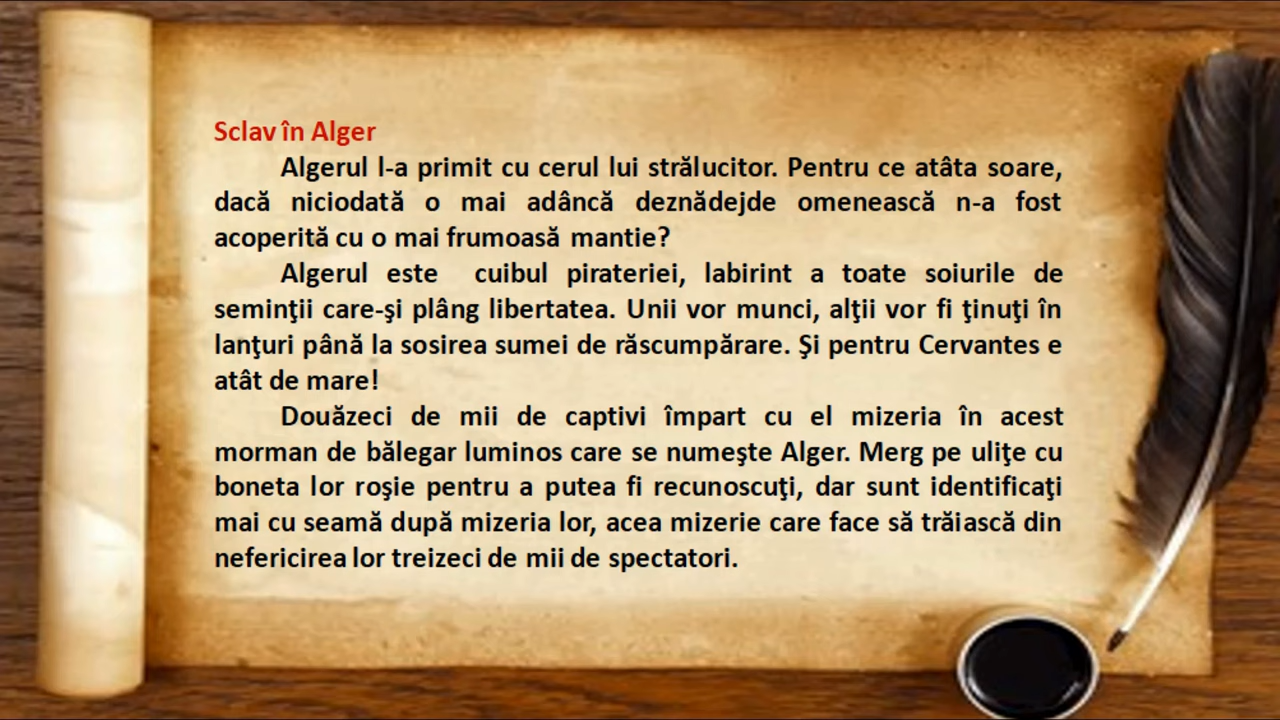 Sclav în Alger
Algerul l-a primit cu cerul lui strălucitor. Pentru ce atâta soare,
dacă niciodată o mai adâncă deznădejde omenească n-a fost
acoperită cu o mai frumoasă mantie?
Algerul este cuibul pirateriei, labirint a toate soiurile de
seminţii care-şi plâng libertatea. Unii vor munci, alţii vor fi ţinuţi în
lanţuri până la sosirea sumei de răscumpărare. Şi pentru Cervantes e
atât de mare!
Douăzeci de mii de captivi împart cu el mizeria în acest
morman de bălegar luminos care se numeşte Alger. Merg pe uliţe cu
boneta lor roşie pentru a putea fi recunoscuţi, dar sunt identificaţi
mai cu seamă după mizeria lor, acea mizerie care face să trăiască din
nefericirea lor treizeci de mii de spectatori.